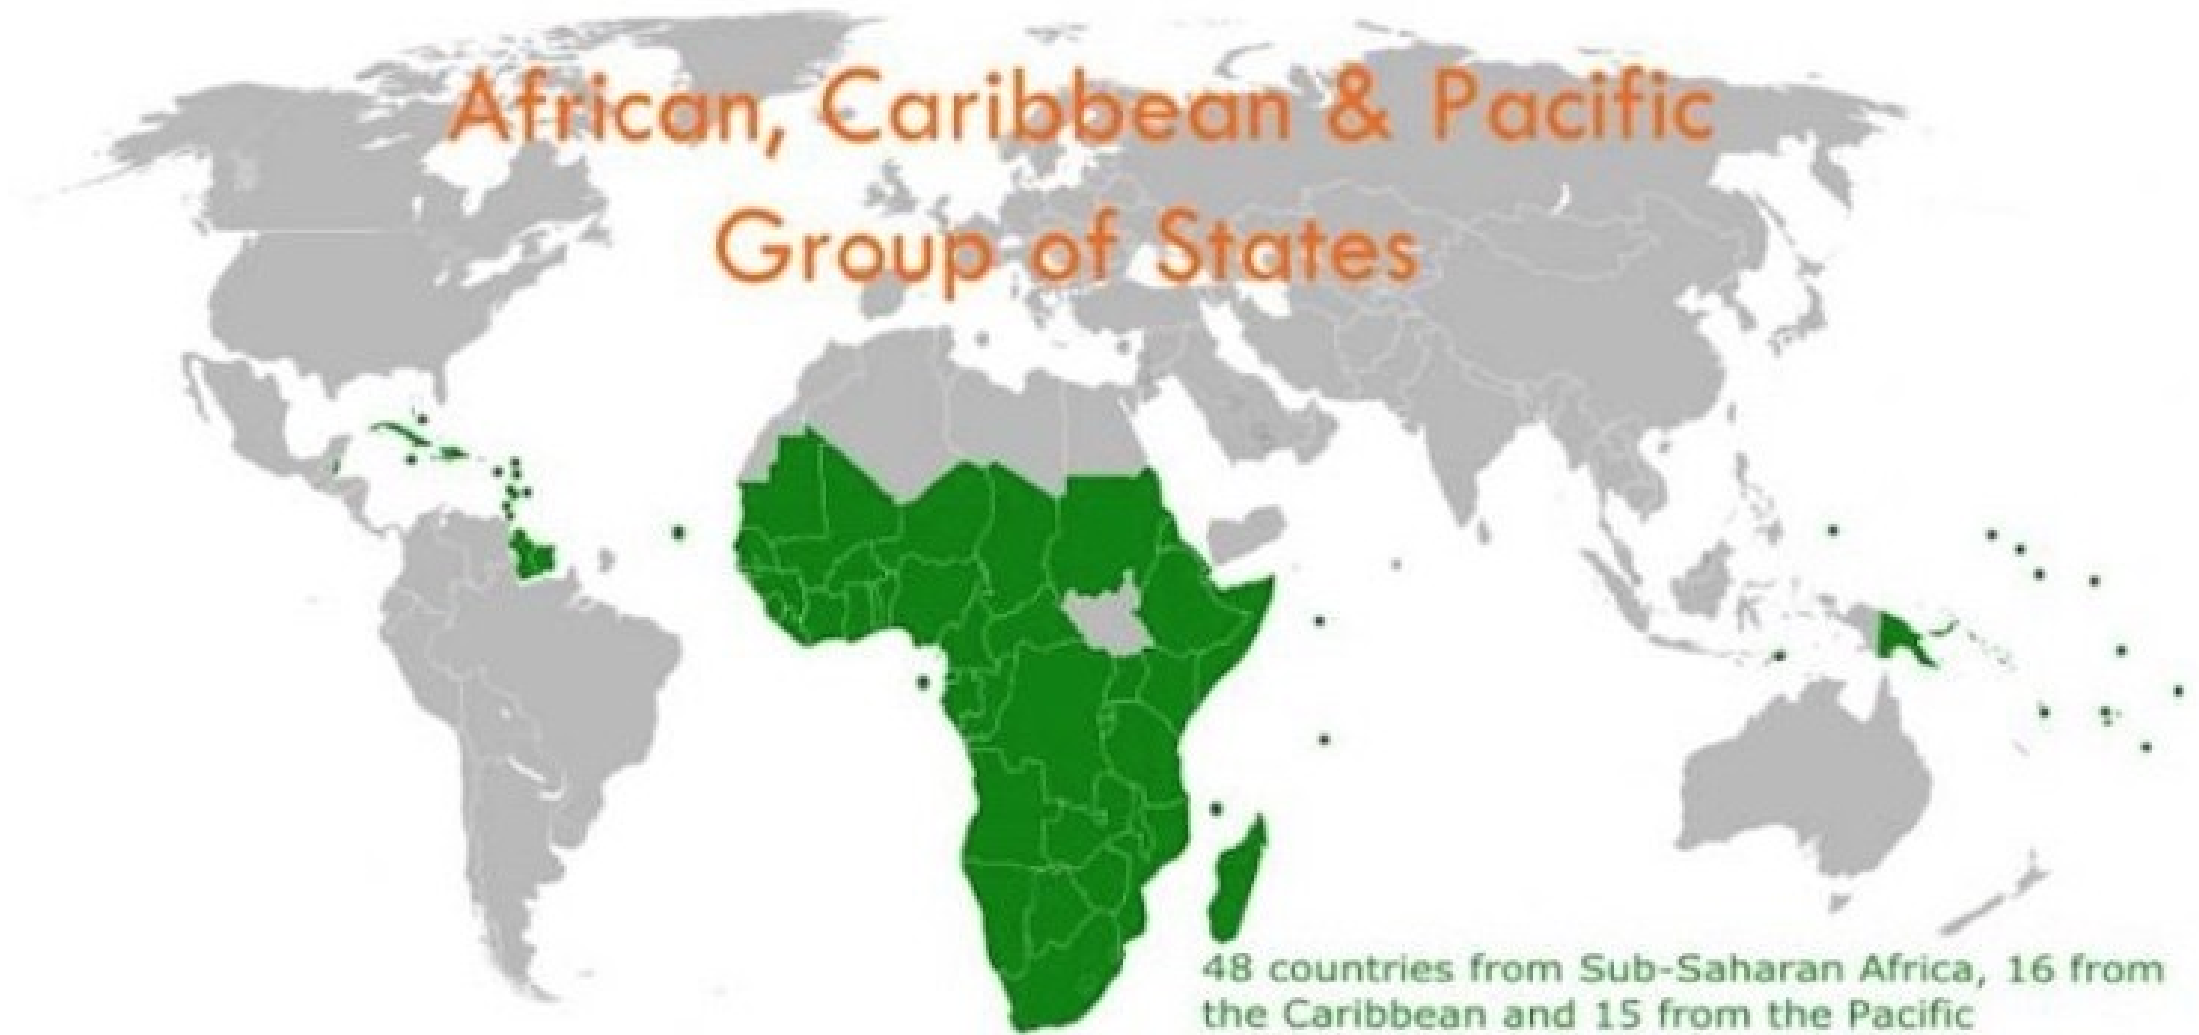 African, Caribbean & Pacific
Group of States
48 countries from Sub-Saharan Africa, 16 from
the Caribbean and 15 from the Pacific